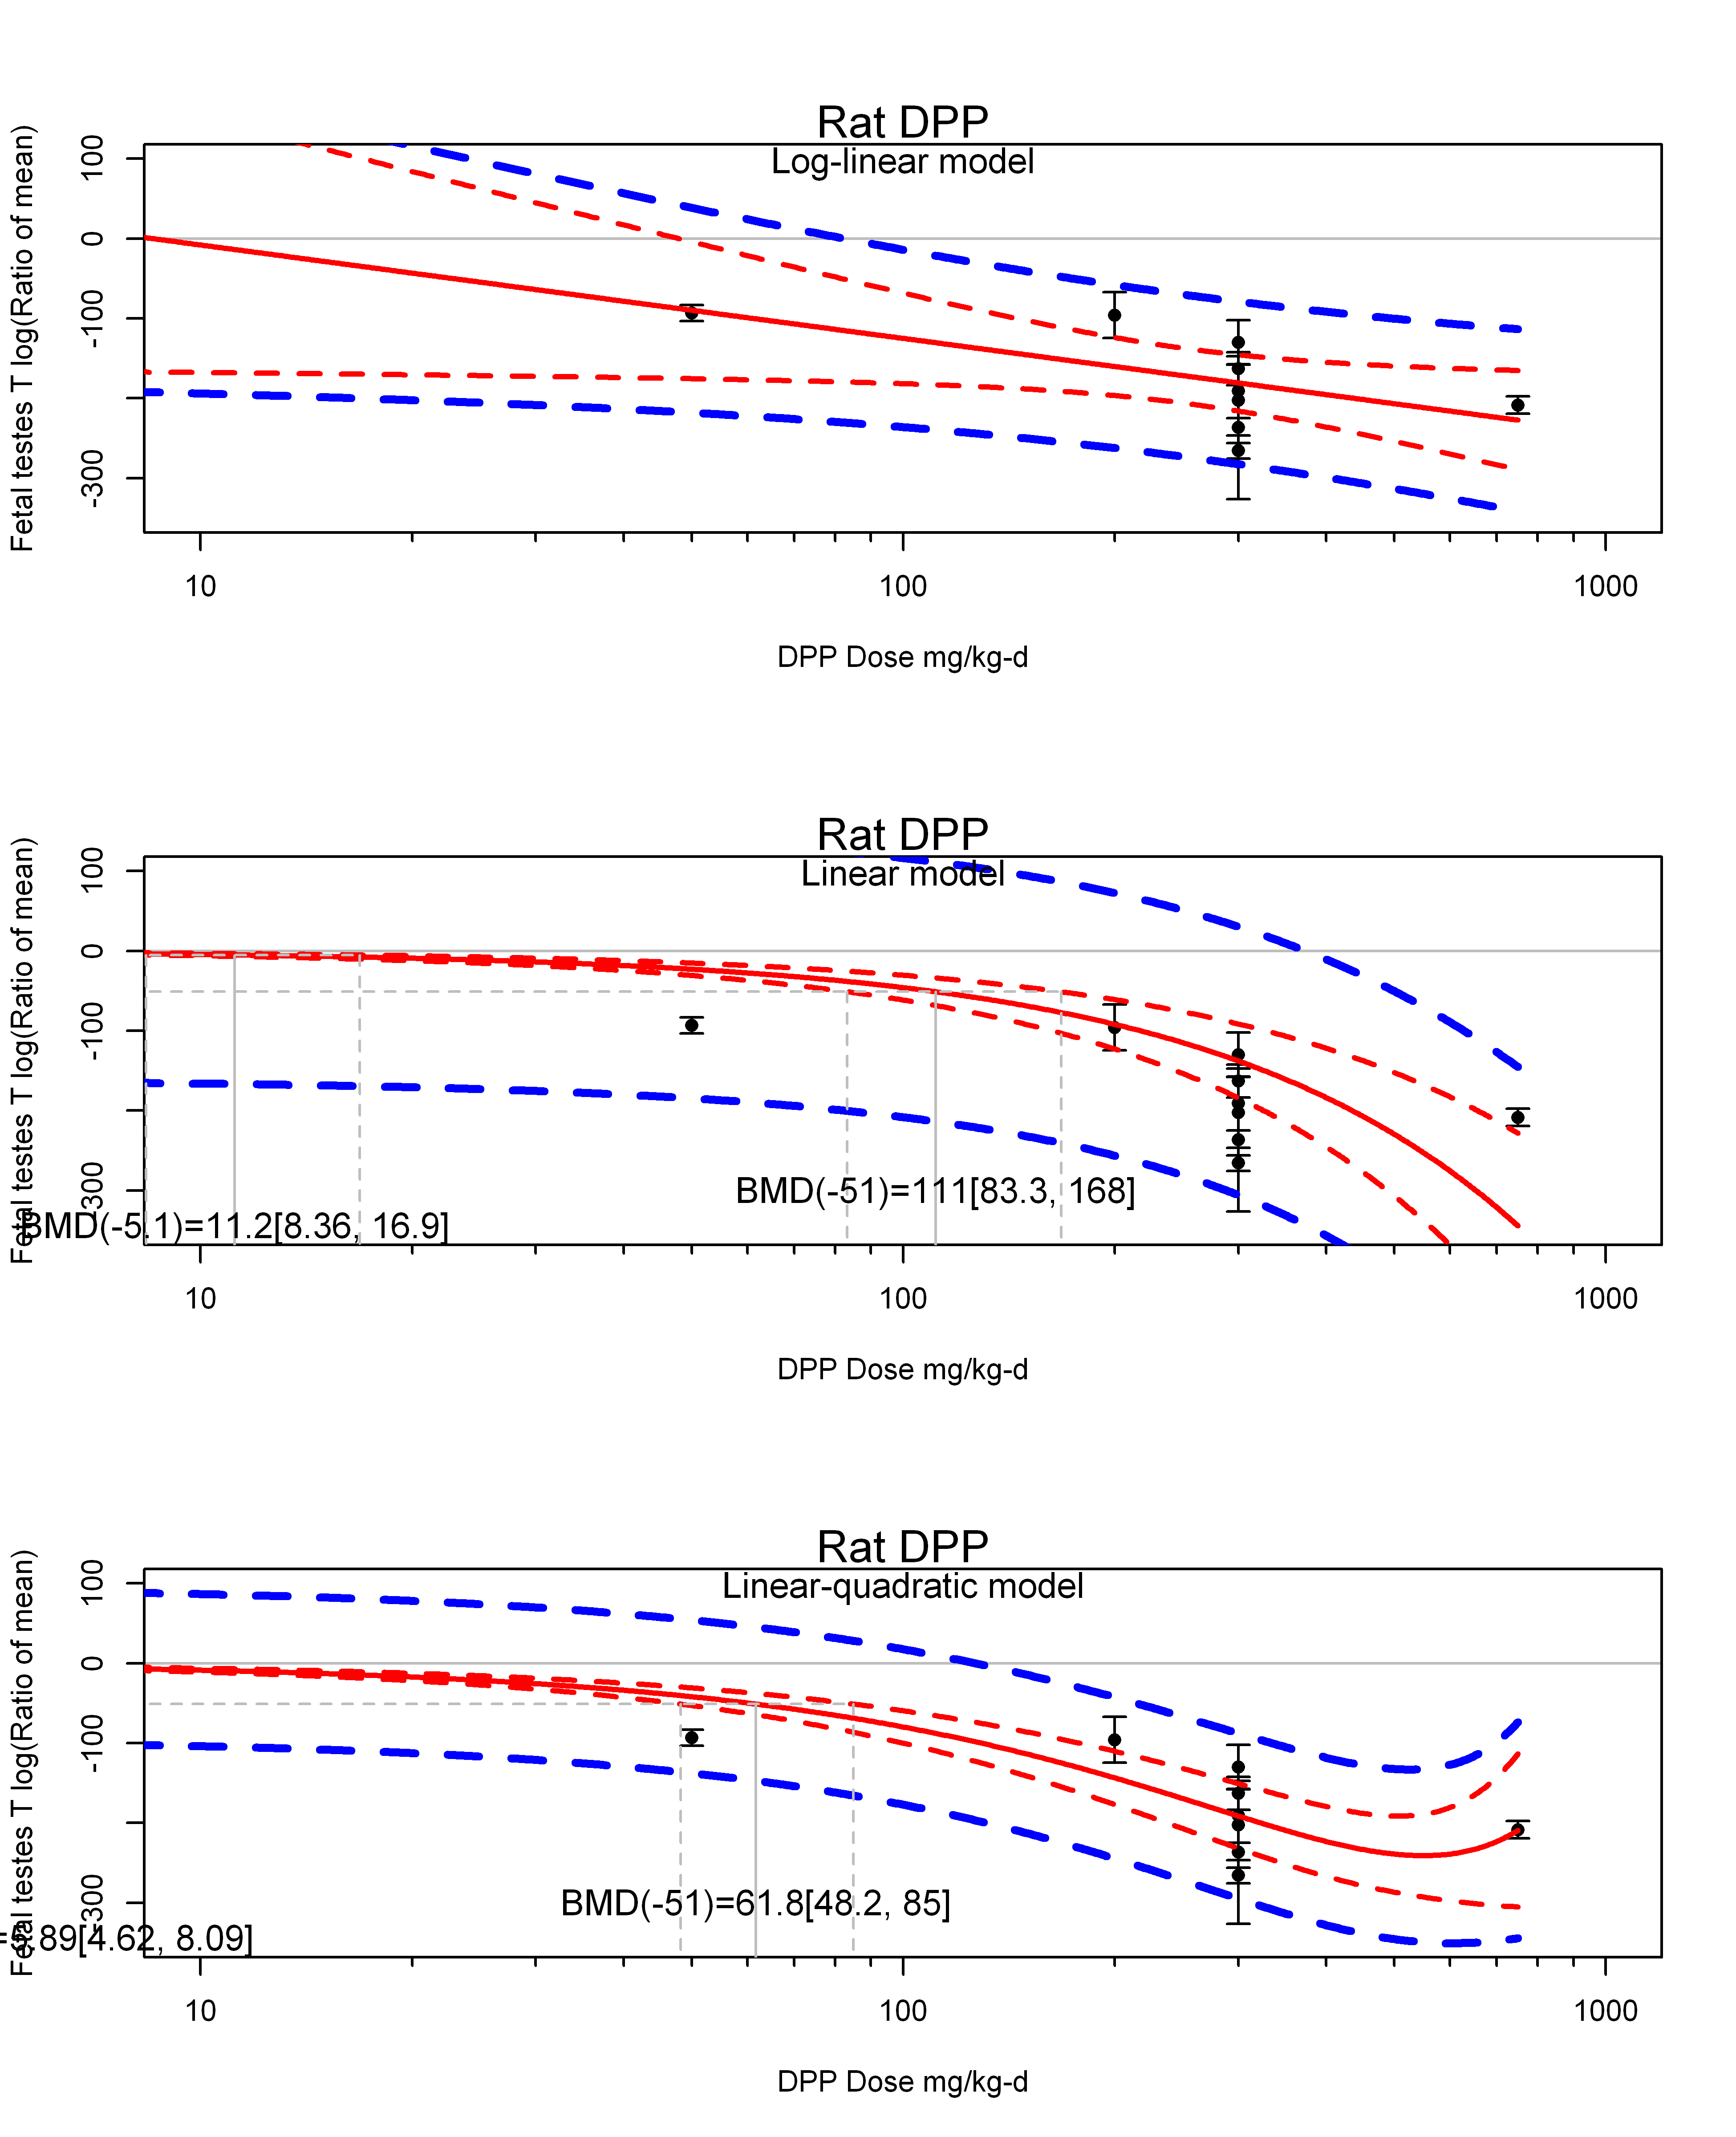 Rat DPP
Log-linear model
Fetal testes T log(Ratio of mean)
100
0
-100
-300
10 100 1000
DPP Dose mg/kg-d
Rat DPP
Linear model
Fetal testes T log(Ratio of mean)
100
0
-100
-300
BMD(-51)=111[83.3, 168]
BMD(-5.1)=11.2[8.36, 16.9]
10 100 1000
DPP Dose mg/kg-d
Rat DPP
Linear-quadratic model
Fetal testes T log(Ratio of mean)
100
0
-100
-300
BMD(-51)=61.8[48.2, 85]
=5.89[4.62, 8.09]
10 100 1000
DPP Dose mg/kg-d